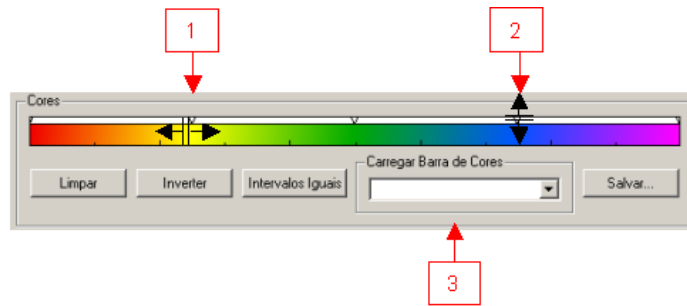 1 2
Cores
Carregar Barra de Cores
Limpar Inverter Intervalos Iguais Salvar...
3